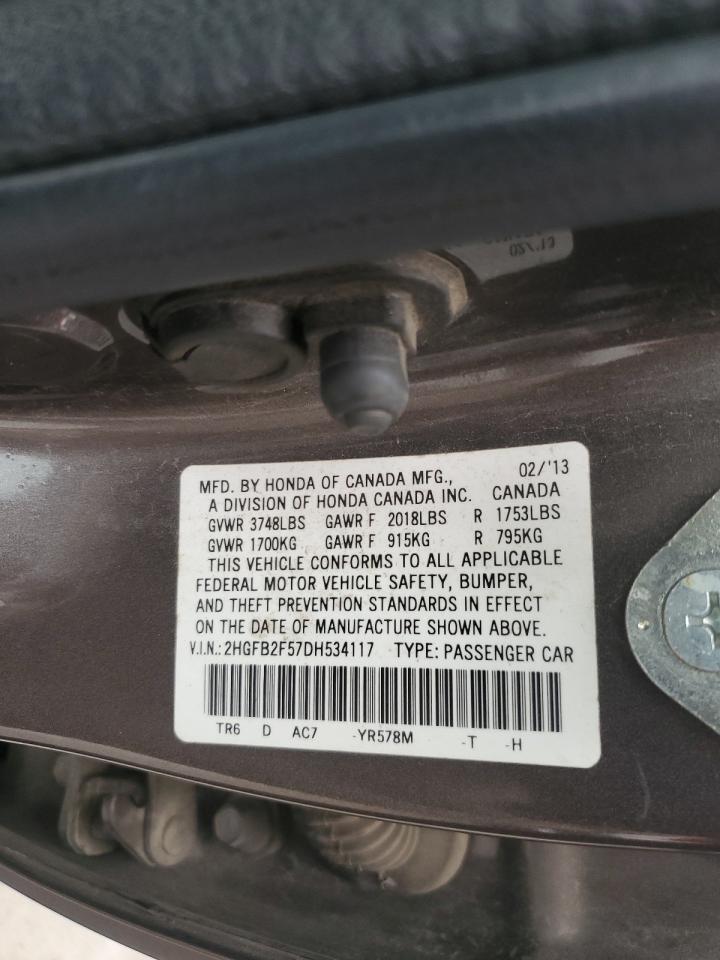 02/'13
MFD. BY HONDA OF CANADA MFG., 02/'13
A DIVISION OF HONDA CANADA INC. CANADA
GVWR 3748LBS GAWR F 2018LBS R 1753LBS
GVWR 1700KG GAWR F 915KG R 795KG
THIS VEHICLE CONFORMS TO ALL APPLICABLE
FEDERAL MOTOR VEHICLE SAFETY, BUMPER,
AND THEFT PREVENTION STANDARDS IN EFFECT
ON THE DATE OF MANUFACTURE SHOWN ABOVE.
V.I.N.: 2HGFB2F57DH534117 TYPE: PASSENGER CAR
TR6 D AC7 -YR578M -T -H